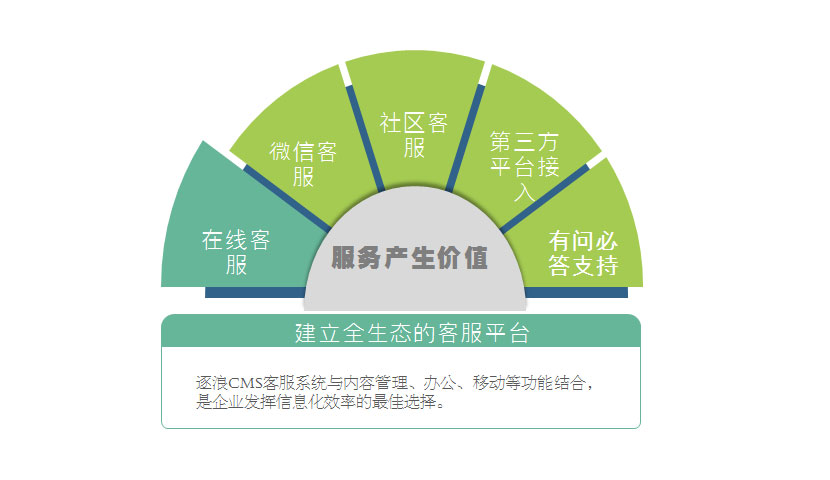 在线客
服
微信客
服
社区客
服
第三方
平台接
入
有问必
答支持
服务产生价值
建立全生态的客服平台
逐浪CMS客服系统与内容管理、办公、移动等功能结合，
是企业发挥信息化效率的最佳选择。